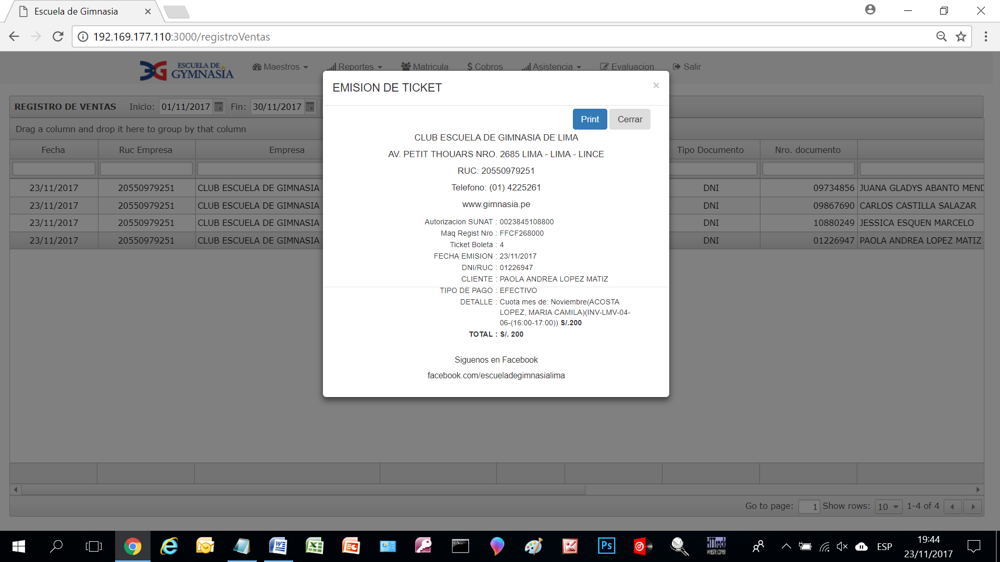 Escuela de Gimnasia
192.169.177.110:3000/registroVentas
ESCUELA DE
GYMNASIA
Maestros
Reportes
Matricula
$ Cobros
Asistencia
Evaluacion
Salir
EMISION DE TICKET
×
REGISTRO DE VENTAS Inicio: 01/11/2017 Fin: 30/11/2017
Print
Cerrar
Drag a column and drop it here to group by that column
Fecha Ruc Empresa Empresa Tipo Documento Nro. documento
23/11/2017 20550979251 CLUB ESCUELA DE GIMNASIA DNI 09734856 JUANA GLADYS ABANTO MEND
23/11/2017 20550979251 CLUB ESCUELA DE GIMNASIA DNI 09867690 CARLOS CASTILLA SALAZAR
23/11/2017 20550979251 CLUB ESCUELA DE GIMNASIA DNI 10880249 JESSICA ESQUEN MARCELO
23/11/2017 20550979251 CLUB ESCUELA DE GIMNASIA DNI 01226947 PAOLA ANDREA LOPEZ MATIZ
CLUB ESCUELA DE GIMNASIA DE LIMA
AV. PETIT THOUARS NRO. 2685 LIMA - LIMA - LINCE
RUC: 20550979251
Telefono: (01) 4225261
www.gimnasia.pe
Autorizacion SUNAT : 0023845108800
Maq Regist Nro : FFCF268000
Ticket Boleta : 4
FECHA EMISION : 23/11/2017
DNI/RUC : 01226947
CLIENTE : PAOLA ANDREA LOPEZ MATIZ
TIPO DE PAGO : EFECTIVO
DETALLE : Cuota mes de: Noviembre(ACOSTA
LOPEZ, MARIA CAMILA)(INV-LMV-04-
06-(16:00-17:00)) S/.200
TOTAL : S/. 200
Siguenos en Facebook
facebook.com/escueladegimnasialima
Go to page: 1 Show rows: 10 1-4 of 4
Ps
HTTrack
WEBSITE COPIER
ESP
19:44
23/11/2017